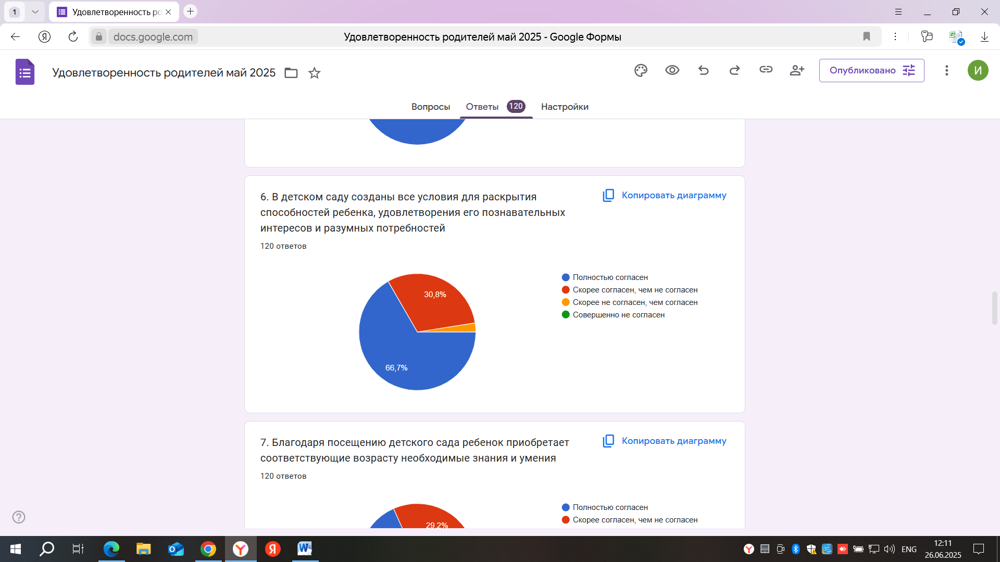 1
Удовлетворенность ро
docs.google.com
Удовлетворенность родителей май 2025 - Google Формы
Удовлетворенность родителей май 2025
Опубликовано
И
Вопросы
Ответы 120
Настройки
6. В детском саду созданы все условия для раскрытия
способностей ребенка, удовлетворения его познавательных
интересов и разумных потребностей
Копировать диаграмму
120 ответов
30,8%
66,7%
Полностью согласен
Скорее согласен, чем не согласен
Скорее не согласен, чем согласен
Совершенно не согласен
7. Благодаря посещению детского сада ребенок приобретает
соответствующие возрасту необходимые знания и умения
Копировать диаграмму
120 ответов
29,2%
Полностью согласен
Скорее согласен, чем не согласен
ENG
12:11
26.06.2025